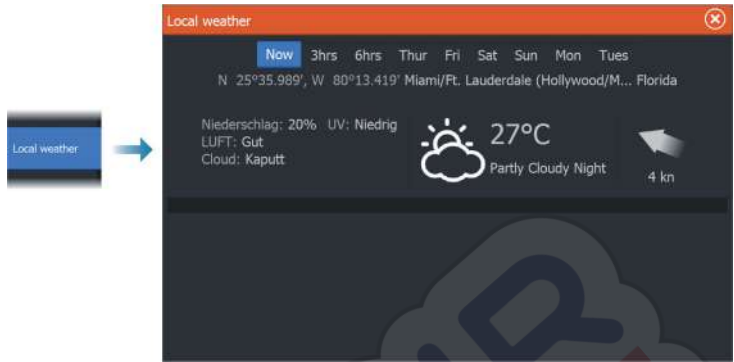 Local weather
Local weather
Now 3hrs 6hrs Thur Fri Sat Sun Mon Tues
N 25°35.989', W 80°13.419' Miami/Ft. Lauderdale (Hollywood/M... Florida
Niederschlag: 20% UV: Niedrig
LUFT: Gut
Cloud: Kaputt
27°C
Partly Cloudy Night
4 kn